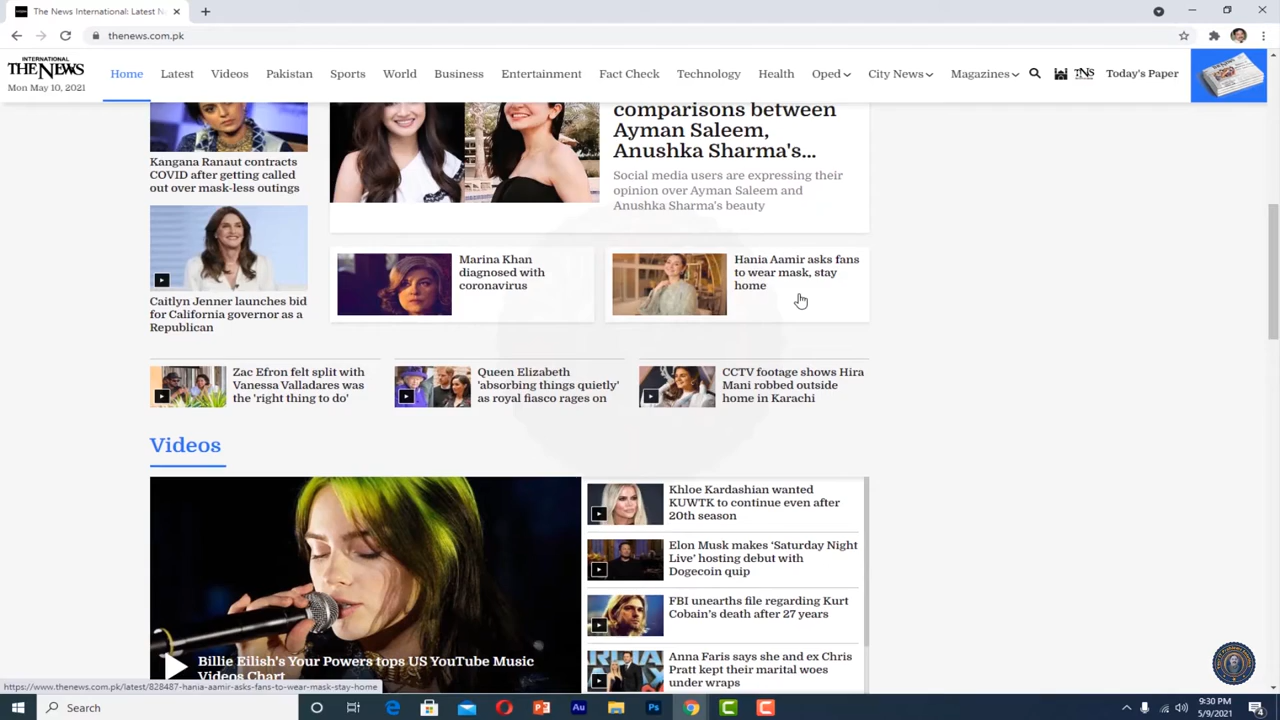 The News International: Latest N
thenews.com.pk
INTERNATIONAL
THE NEWS
Mon May 10, 2021
Home
Latest
Videos
Pakistan
Sports
World
Business
Entertainment
Fact Check
Technology
Health
Oped
City News
Magazines
TNS
Today's Paper
Kangana Ranaut contracts
COVID after getting called
out over mask-less outings
comparisons between
Ayman Saleem,
Anushka Sharma's...
Social media users are expressing their
opinion over Ayman Saleem and
Anushka Sharma's beauty
Caitlyn Jenner launches bid
for California governor as a
Republican
Marina Khan
diagnosed with
coronavirus
Hania Aamir asks fans
to wear mask, stay
home
Zac Efron felt split with
Vanessa Valladares was
the 'right thing to do'
Queen Elizabeth
'absorbing things quietly'
as royal fiasco rages on
CCTV footage shows Hira
Mani robbed outside
home in Karachi
Videos
Billie Eilish's Your Powers tops US YouTube Music
Videos Chart
Khloe Kardashian wanted
KUWTK to continue even after
20th season
Elon Musk makes ‘Saturday Night
Live’ hosting debut with
Dogecoin quip
FBI unearths file regarding Kurt
Cobain’s death after 27 years
Anna Faris says she and ex Chris
Pratt kept their marital woes
under wraps
https://www.thenews.com.pk/latest/828487-hania-aamir-asks-fans-to-wear-mask-stay-home
Search
Au
Ps
9:30 PM
5/9/2021
4